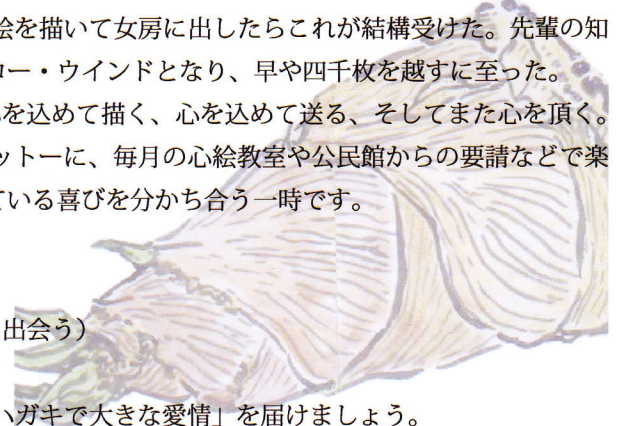 絵を描いて女房に出したらこれが結構受けた。先輩の知
ロー・ウインドとなり、早や四千枚を越すに至った。
を込めて描く、心を込めて送る、そしてまた心を頂く。
ットーに、毎月の心絵教室や公民館からの要請などで楽
ている喜びを分かち合う一時です。
出会う）
ハガキで大きな愛情」を届けましょう。